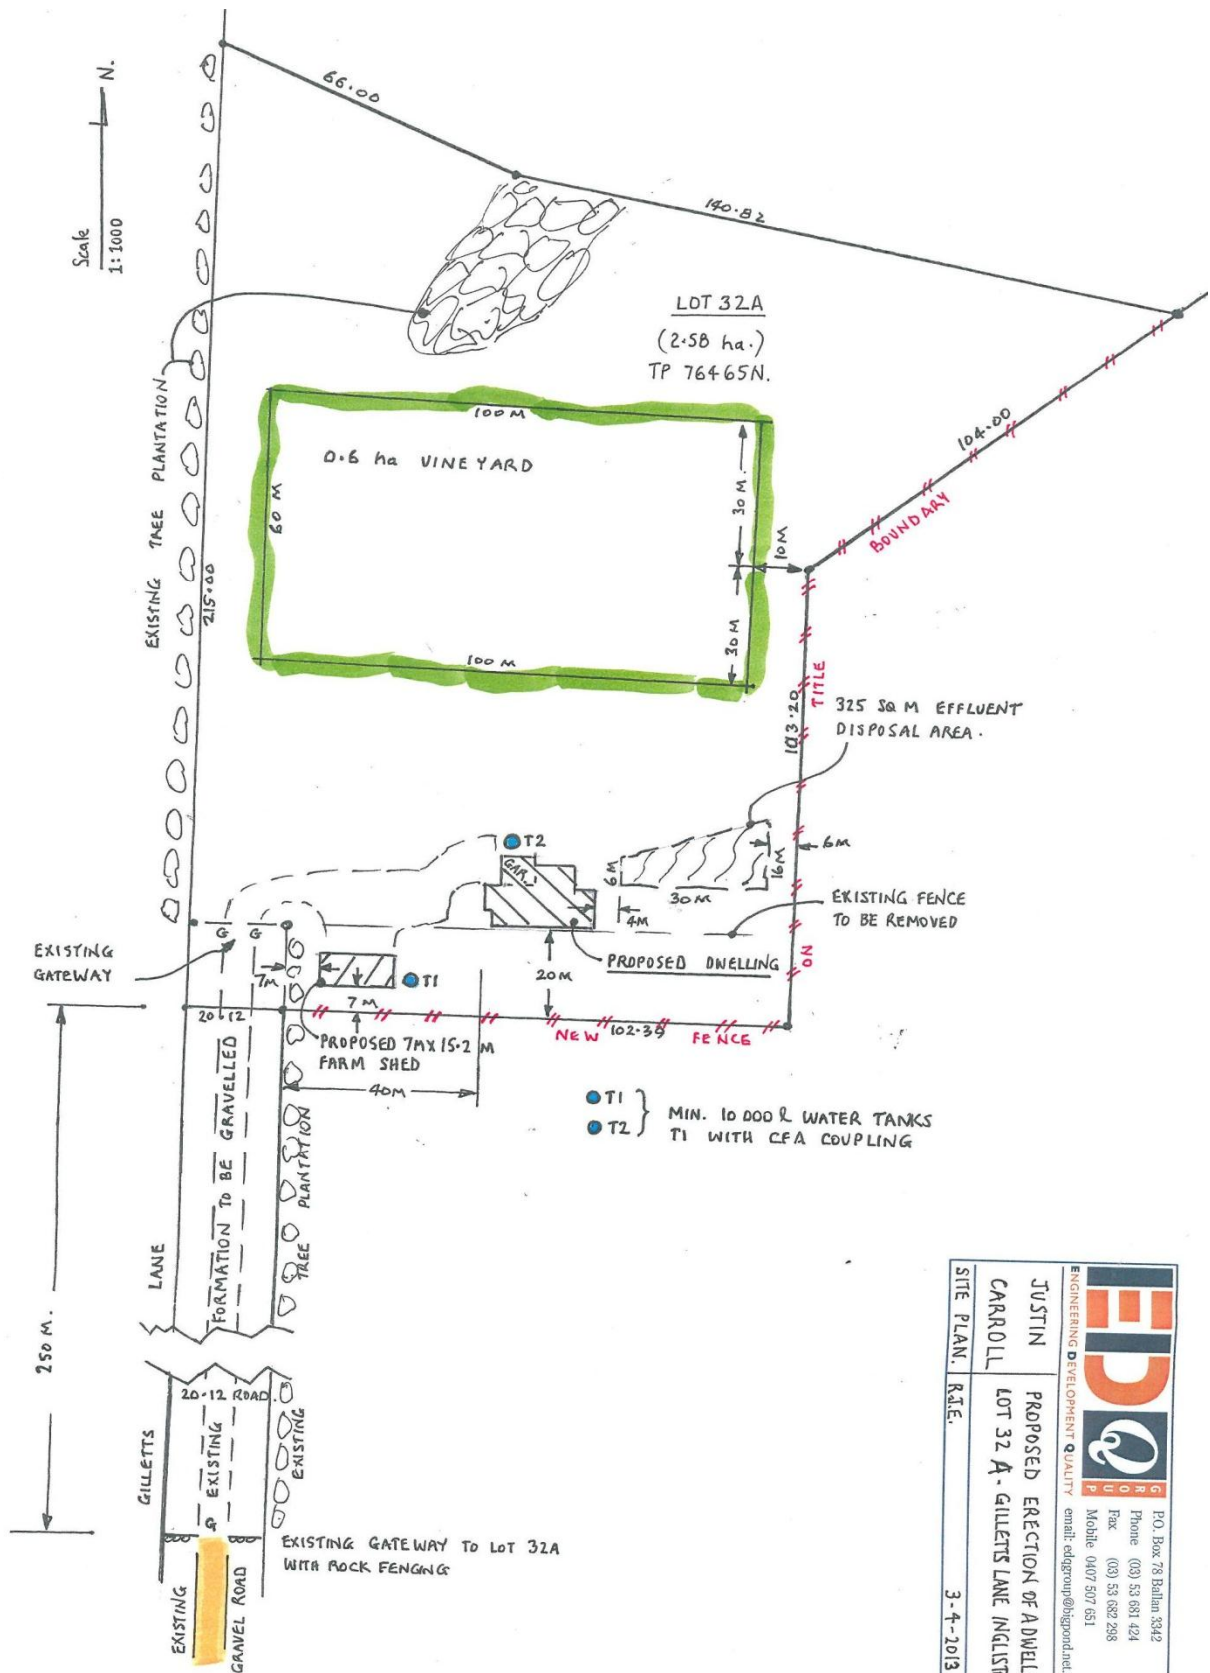 N.
Scale
1:1000
66.00
140.82
LOT 32A
(2.58 ha.)
TP 76465N.
104.00
BOUNDARY
EXISTING TREE PLANTATION
215.00
100 M
0.6 ha VINEYARD
60 M
30 M.
10M
30M
100 M
TITLE
103.20
325 SQ M EFFLUENT
DISPOSAL AREA.
T2
GAR.
6M
16M
6M
30M
4M
EXISTING FENCE
TO BE REMOVED
EXISTING
GATEWAY
G G
7M
T1
20M
PROPOSED DWELLING
ON
7M
20.12
PROPOSED 7M X 15.2 M
FARM SHED
NEW
102.35
FENCE
40M
T1
T2
MIN. 10 000 l WATER TANKS
T1 WITH CFA COUPLING
FORMATION TO BE GRAVELLED
TREE PLANTATION
LANE
250 M.
20.12 ROAD
GILLETTS
G EXISTING
EXISTING
EXISTING GATEWAY TO LOT 32A
WITH ROCK FENCING
EXISTING
GRAVEL ROAD
EDQ
GROUP
ENGINEERING DEVELOPMENT QUALITY
P.O. Box 78 Ballan 3342
Phone (03) 53 681 424
Fax (03) 53 682 298
Mobile 0407 507 651
email: edqgroup@bigpond.net.
JUSTIN
CARROLL
PROPOSED ERECTION OF A DWELL
LOT 32 A - GILLETTS LANE INGLIST
SITE PLAN.
R.J.E.
3-4-2013